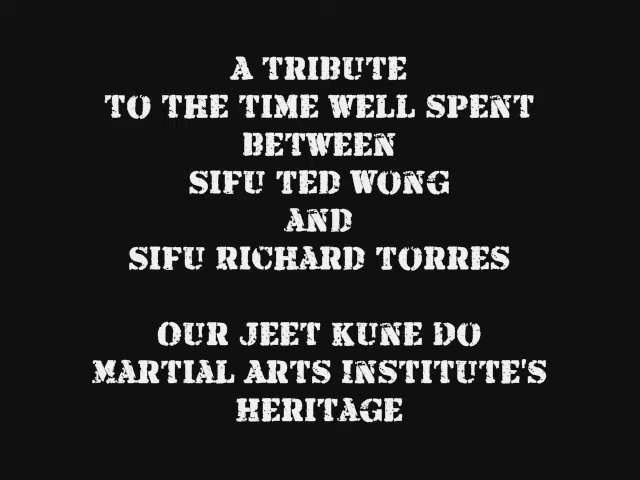 A TRIBUTE
TO THE TIME WELL SPENT
BETWEEN
SIFU TED WONG
AND
SIFU RICHARD TORRES
OUR JEET KUNE DO
MARTIAL ARTS INSTITUTE'S
HERITAGE